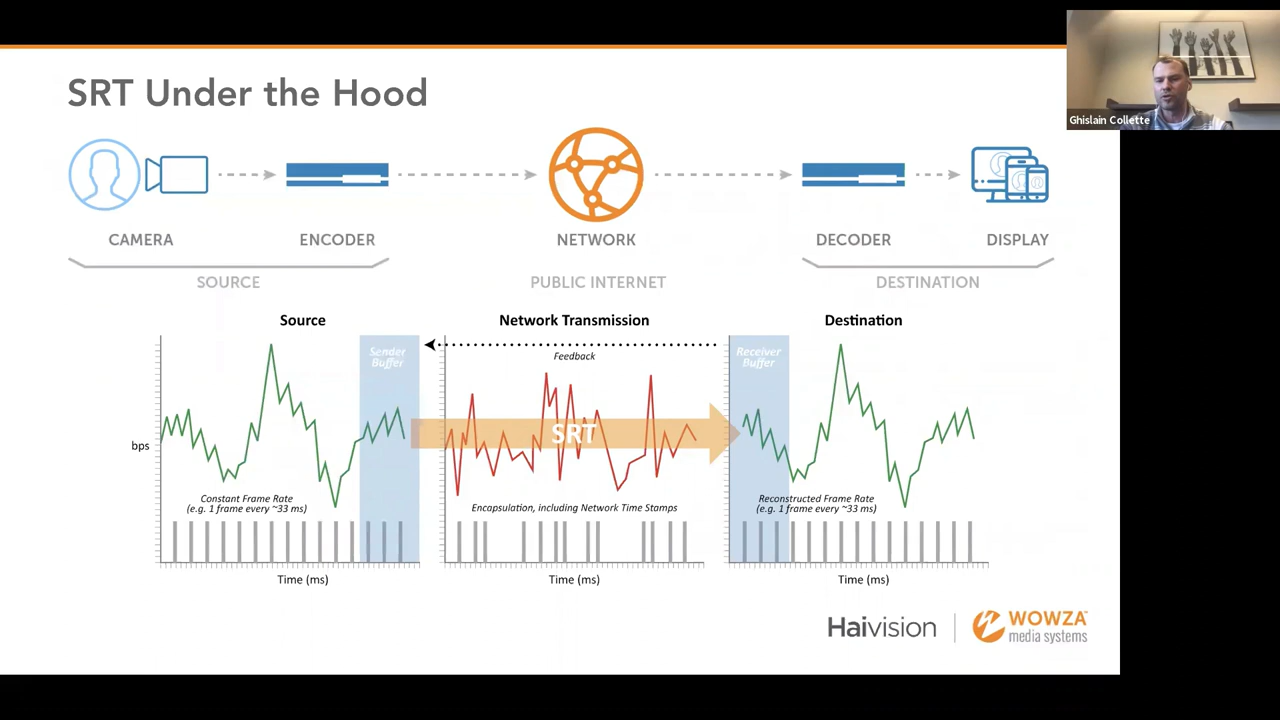 SRT Under the Hood
Ghislain Collette
CAMERA
ENCODER
NETWORK
DECODER
DISPLAY
SOURCE
PUBLIC INTERNET
DESTINATION
Source
Network Transmission
Destination
Sender
Buffer
Feedback
Receiver
Buffer
bps
SRT
Constant Frame Rate
(e.g. 1 frame every ~33 ms)
Encapsulation, including Network Time Stamps
Reconstructed Frame Rate
(e.g. 1 frame every ~33 ms)
Time (ms)
Time (ms)
Time (ms)
Haivision
WOWZA™
media systems